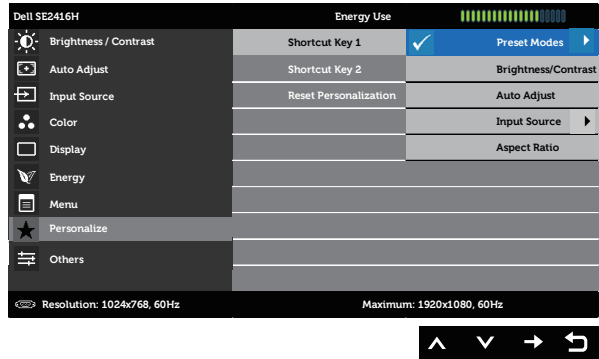 Dell SE2416H Energy Use
Brightness / Contrast Shortcut Key 1 Preset Modes
Auto Adjust Shortcut Key 2 Brightness/Contrast
Input Source Reset Personalization Auto Adjust
Color Input Source
Display Aspect Ratio
Energy
Menu
Personalize
Others
Resolution: 1024x768, 60Hz Maximum: 1920x1080, 60Hz